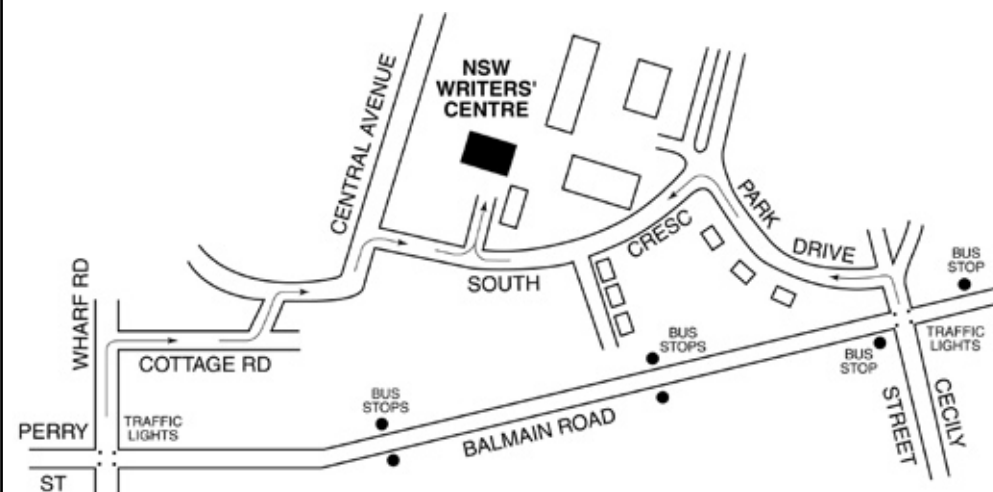 CENTRAL AVENUE
NSW
WRITERS'
CENTRE
PARK
DRIVE
CRESC
SOUTH
BUS
STOP
WHARF RD
COTTAGE RD
BUS
STOPS
BUS
STOP
TRAFFIC
LIGHTS
BUS
STOPS
TRAFFIC
LIGHTS
PERRY
ST
BALMAIN ROAD
STREET
CECILY